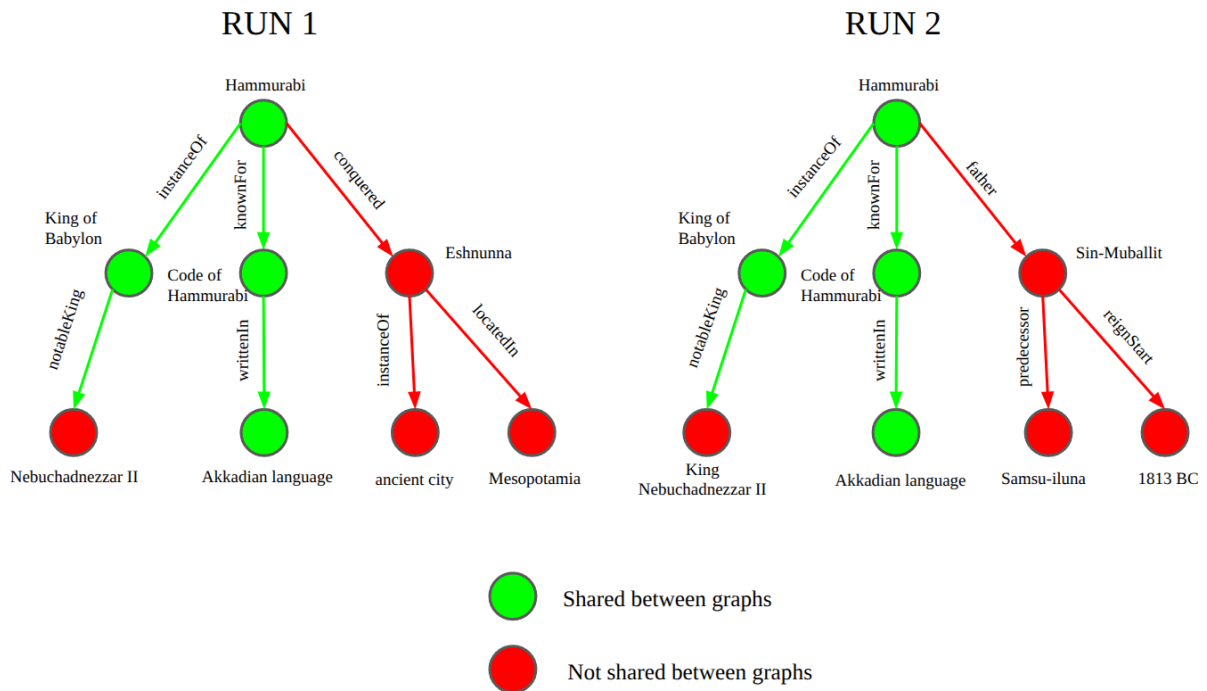 RUN 1
RUN 2
Hammurabi
Hammurabi
instanceOf
knownFor
conquered
instanceOf
knownFor
father
King of
Babylon
Code of
Hammurabi
Eshnunna
King of
Babylon
Code of
Hammurabi
Sin-Muballit
notableKing
writtenIn
instanceOf
locatedIn
notableKing
writtenIn
predecessor
reignStart
Nebuchadnezzar II
Akkadian language
ancient city
Mesopotamia
King
Nebuchadnezzar II
Akkadian language
Samsu-iluna
1813 BC
Shared between graphs
Not shared between graphs